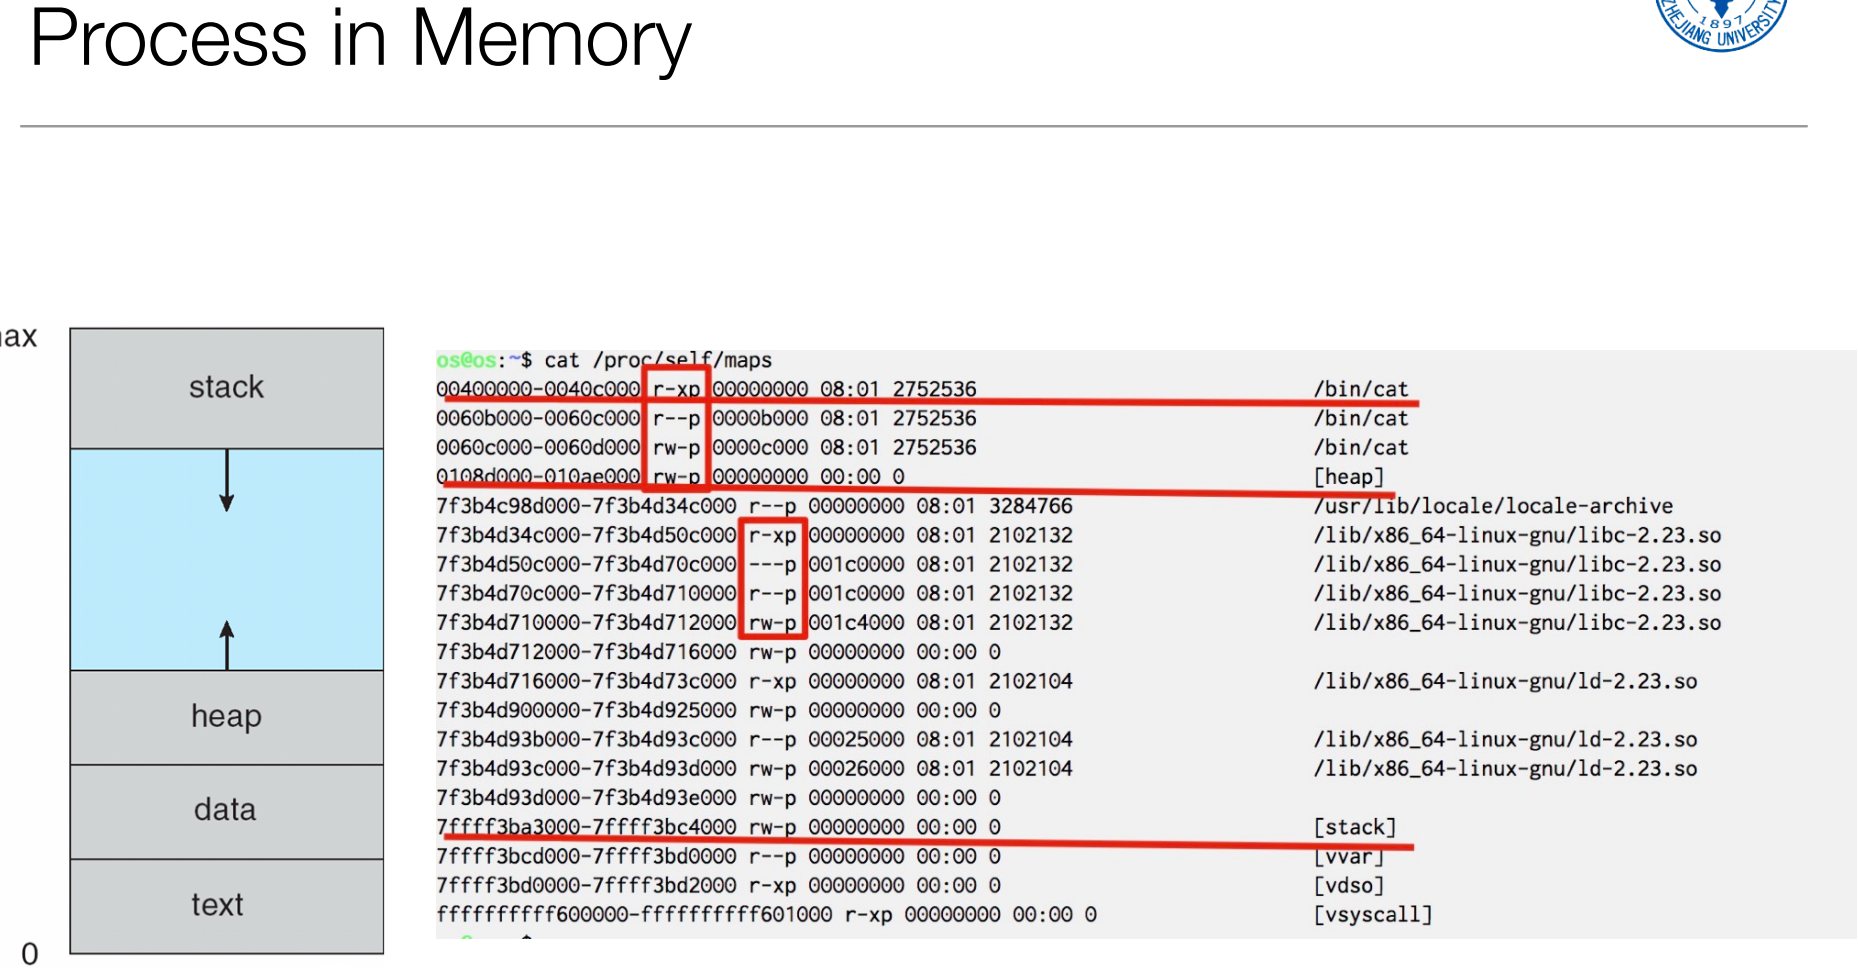 Process in Memory
1897
ZHEJIANG UNIVERSITY
stack
heap
data
text
0
os@os:~$ cat /proc/self/maps
00400000-0040c000 r-xp 00000000 08:01 2752536 /bin/cat
0060b000-0060c000 r--p 0000b000 08:01 2752536 /bin/cat
0060c000-0060d000 rw-p 0000c000 08:01 2752536 /bin/cat
0108d000-010ae000 rw-p 00000000 00:00 0 [heap]
7f3b4c98d000-7f3b4d34c000 r--p 00000000 08:01 3284766 /usr/lib/locale/locale-archive
7f3b4d34c000-7f3b4d50c000 r-xp 00000000 08:01 2102132 /lib/x86_64-linux-gnu/libc-2.23.so
7f3b4d50c000-7f3b4d70c000 ---p 001c0000 08:01 2102132 /lib/x86_64-linux-gnu/libc-2.23.so
7f3b4d70c000-7f3b4d710000 r--p 001c0000 08:01 2102132 /lib/x86_64-linux-gnu/libc-2.23.so
7f3b4d710000-7f3b4d712000 rw-p 001c4000 08:01 2102132 /lib/x86_64-linux-gnu/libc-2.23.so
7f3b4d712000-7f3b4d716000 rw-p 00000000 00:00 0
7f3b4d716000-7f3b4d73c000 r-xp 00000000 08:01 2102104 /lib/x86_64-linux-gnu/ld-2.23.so
7f3b4d900000-7f3b4d925000 rw-p 00000000 00:00 0
7f3b4d93b000-7f3b4d93c000 r--p 00025000 08:01 2102104 /lib/x86_64-linux-gnu/ld-2.23.so
7f3b4d93c000-7f3b4d93d000 rw-p 00026000 08:01 2102104 /lib/x86_64-linux-gnu/ld-2.23.so
7f3b4d93d000-7f3b4d93e000 rw-p 00000000 00:00 0
7ffff3ba3000-7ffff3bc4000 rw-p 00000000 00:00 0 [stack]
7ffff3bcd000-7ffff3bd0000 r--p 00000000 00:00 0 [vvar]
7ffff3bd0000-7ffff3bd2000 r-xp 00000000 00:00 0 [vdso]
ffffffffff600000-ffffffffff601000 r-xp 00000000 00:00 0 [vsyscall]